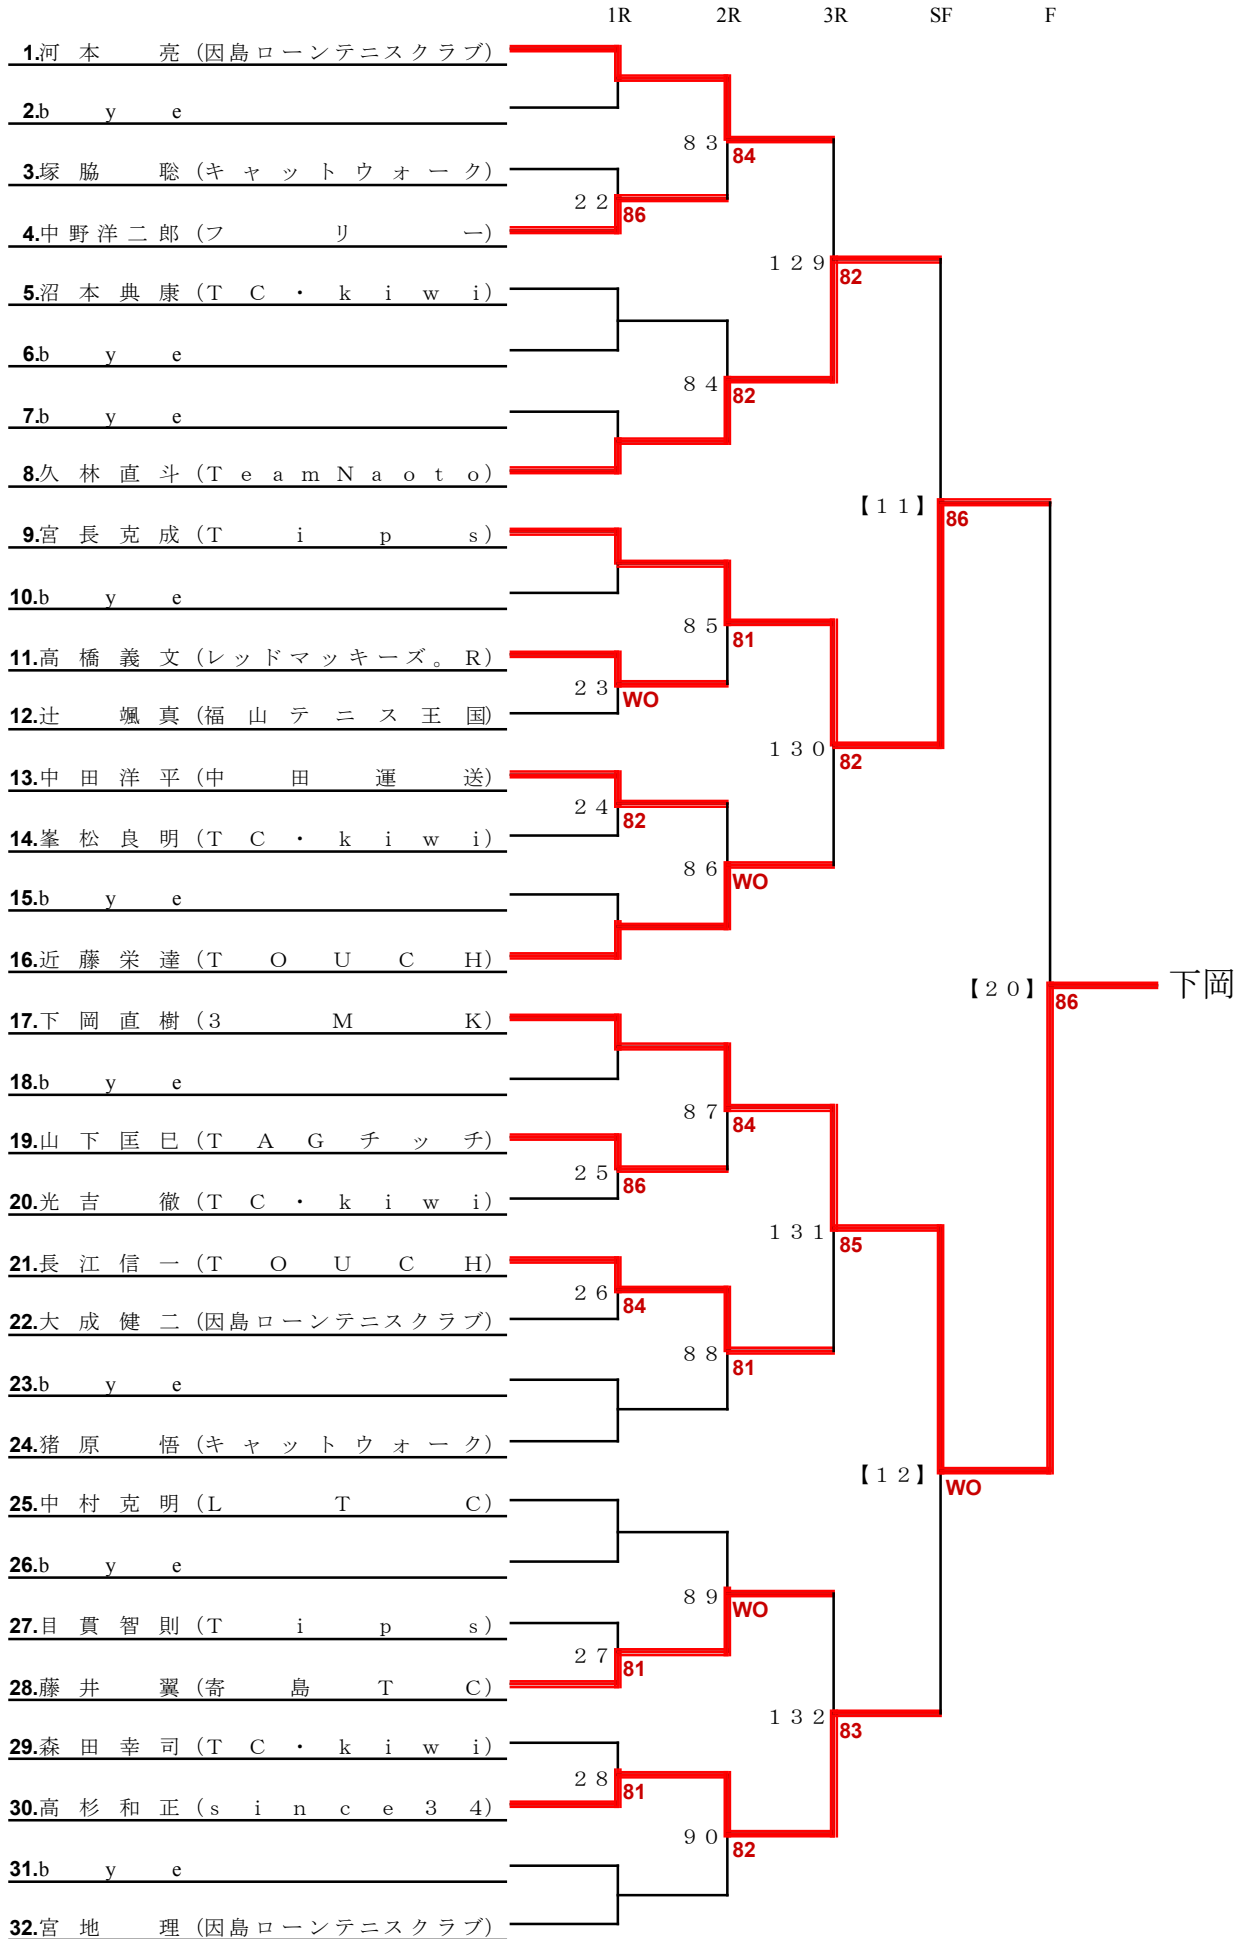 1R 2R 3R SF F
1.河本 亮(因島ローンテニスクラブ)
2.bye
83 84
3.塚脇 聡(キャットウォーク)
22 86
4.中野洋二郎(フリー)
129 82
5.沼本典康(TC・kiwi)
6.bye
84 82
7.bye
8.久林直斗(TeamNaoto)
【11】 86
9.宮長克成(Tips)
10.bye
85 81
11.高橋義文(レッドマッキーズ。R)
23 WO
12.辻 颯真(福山テニス王国)
130 82
13.中田洋平(中田運送)
24 82
14.峯松良明(TC・kiwi)
86 WO
15.bye
16.近藤栄達(TOUCH)
【20】 86 下岡
17.下岡直樹(3MK)
18.bye
87 84
19.山下匡巳(TAGチッチ)
25 86
20.光吉 徹(TC・kiwi)
131 85
21.長江信一(TOUCH)
26 84
22.大成健二(因島ローンテニスクラブ)
88 81
23.bye
24.猪原 悟(キャットウォーク)
【12】 WO
25.中村克明(LTC)
26.bye
89 WO
27.目貫智則(Tips)
27 81
28.藤井 翼(寄島TC)
132 83
29.森田幸司(TC・kiwi)
28 81
30.高杉和正(since34)
90 82
31.bye
32.宮地 理(因島ローンテニスクラブ)